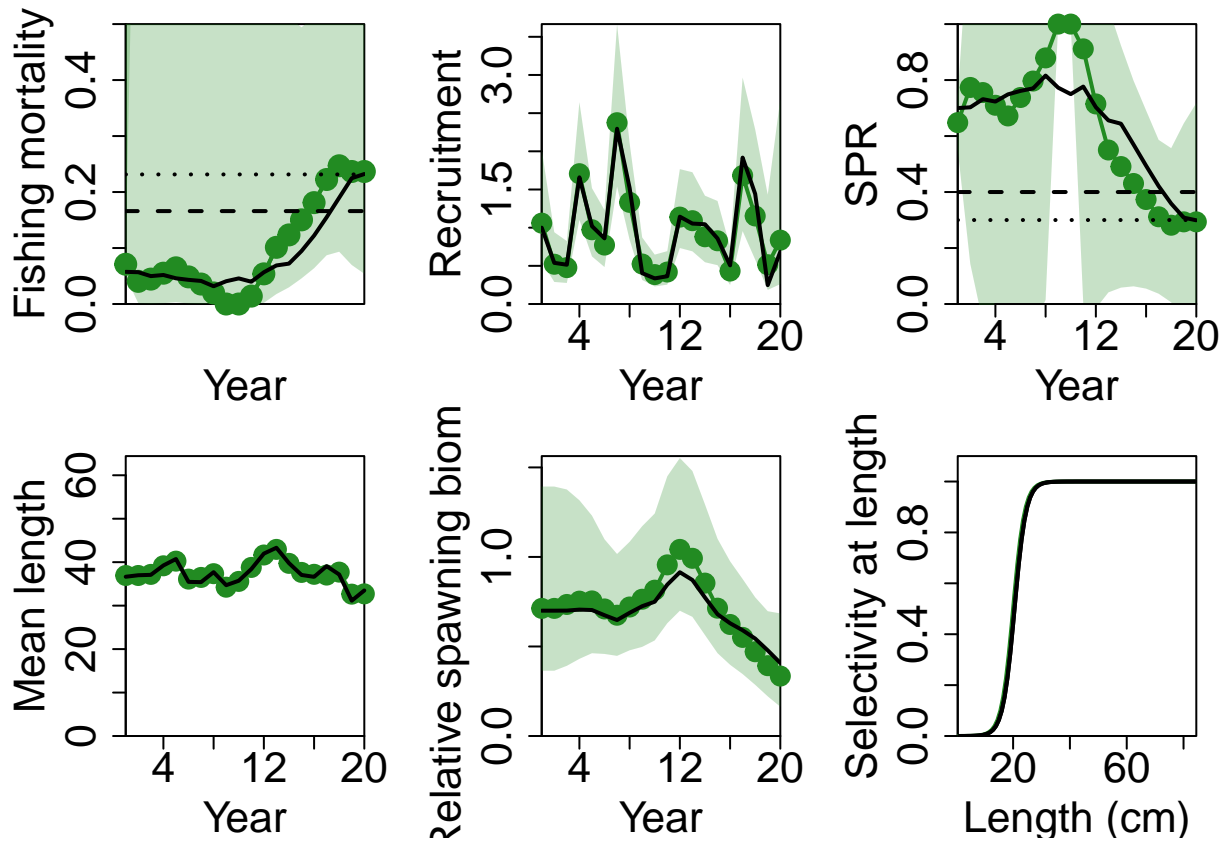 Fishing mortality
0.0 0.2 0.4
Year
Recruitment
0.0 1.5 3.0
4 12 20
Year
SPR
0.0 0.4 0.8
4 12 20
Year
Mean length
0 20 40 60
4 12 20
Year
Relative spawning biom
0.0 1.0
4 12 20
Year
Selectivity at length
0.0 0.4 0.8
20 60
Length (cm)